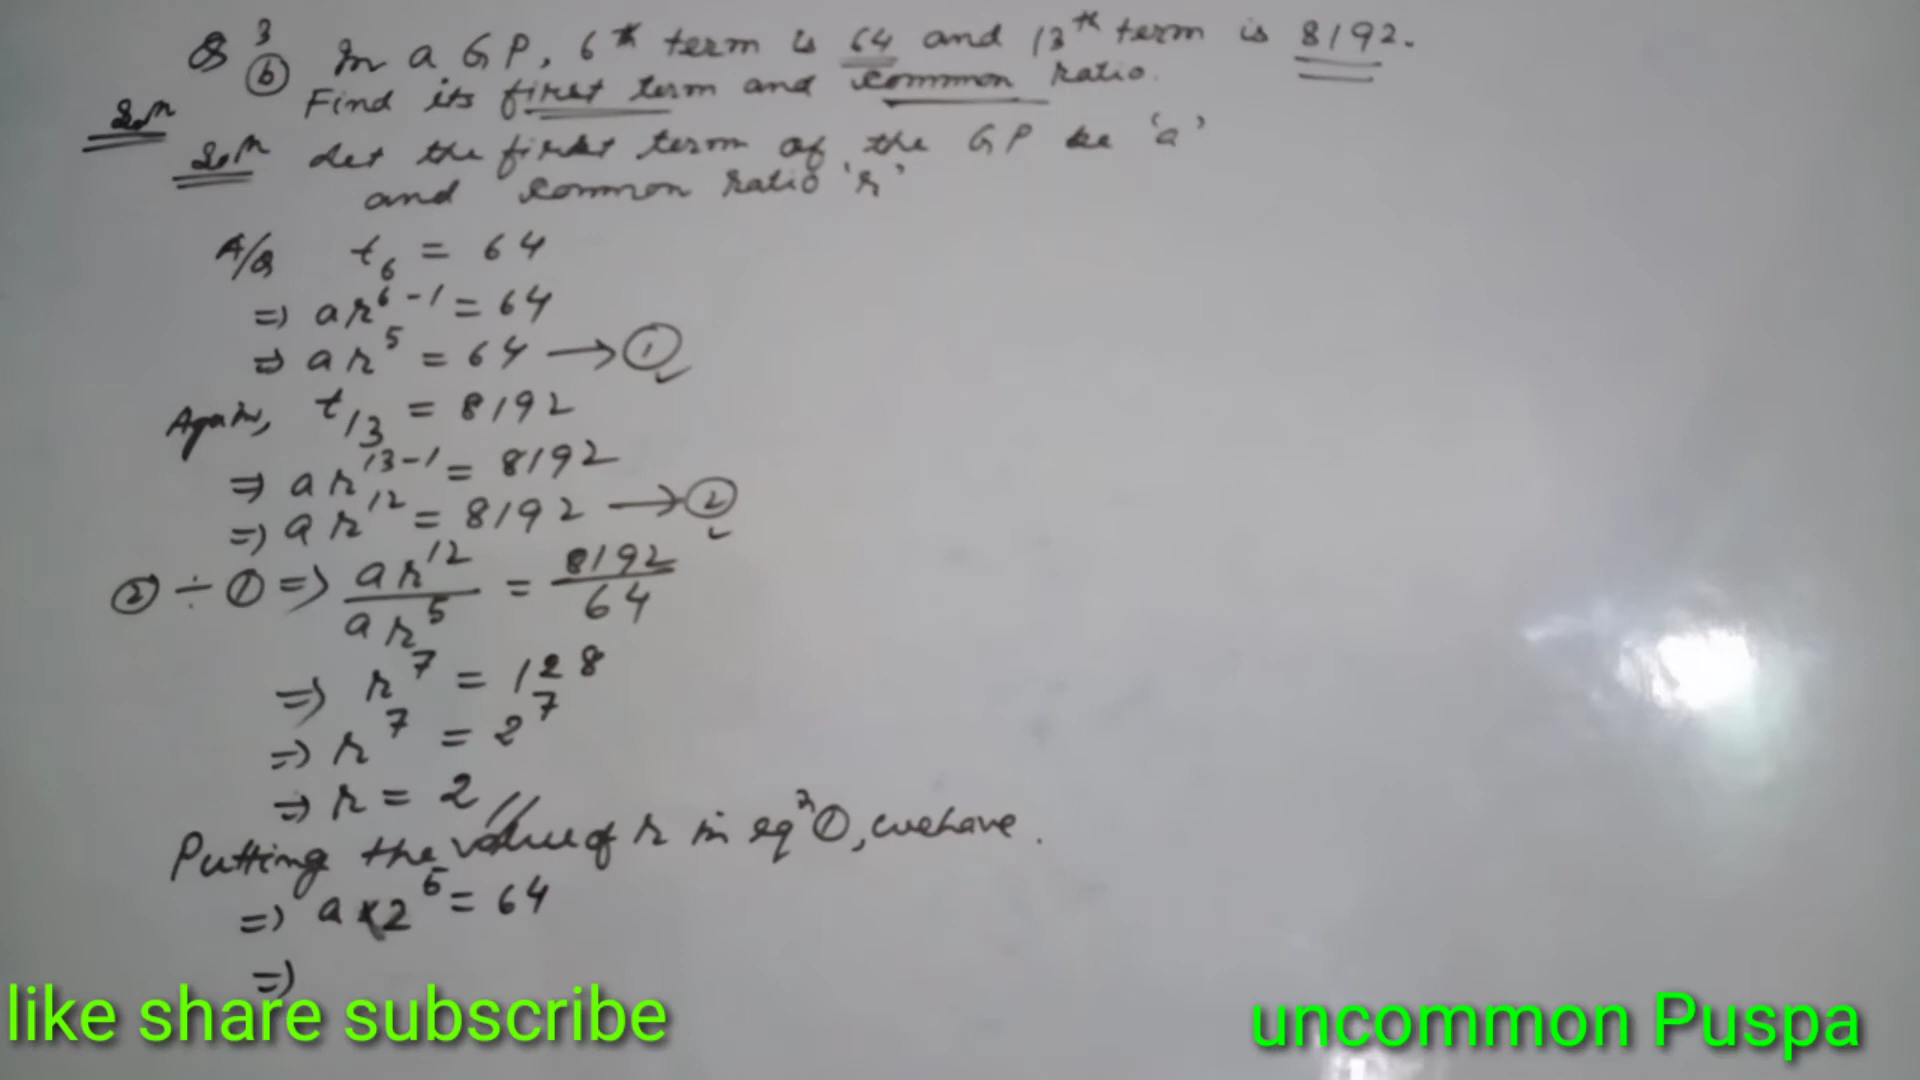 Q 3
(b) In a GP, 6th term is 64 and 13th term is 8192.
Find its first term and common ratio.
Soln
Soln Let the first term of the GP be 'a'
and common ratio 'r'
A/Q t6 = 64
=> ar^6-1 = 64
=> ar^5 = 64 → ①
Again, t13 = 8192
=> ar^13-1 = 8192
=> ar^12 = 8192 → ②
② ÷ ① => ar^12/ar^5 = 8192/64
=> r^7 = 128
=> r^7 = 2^7
=> r = 2 //
Putting the value of r in eqn ①, we have.
=> a×2^5 = 64
=>
like share subscribe
uncommon Puspa